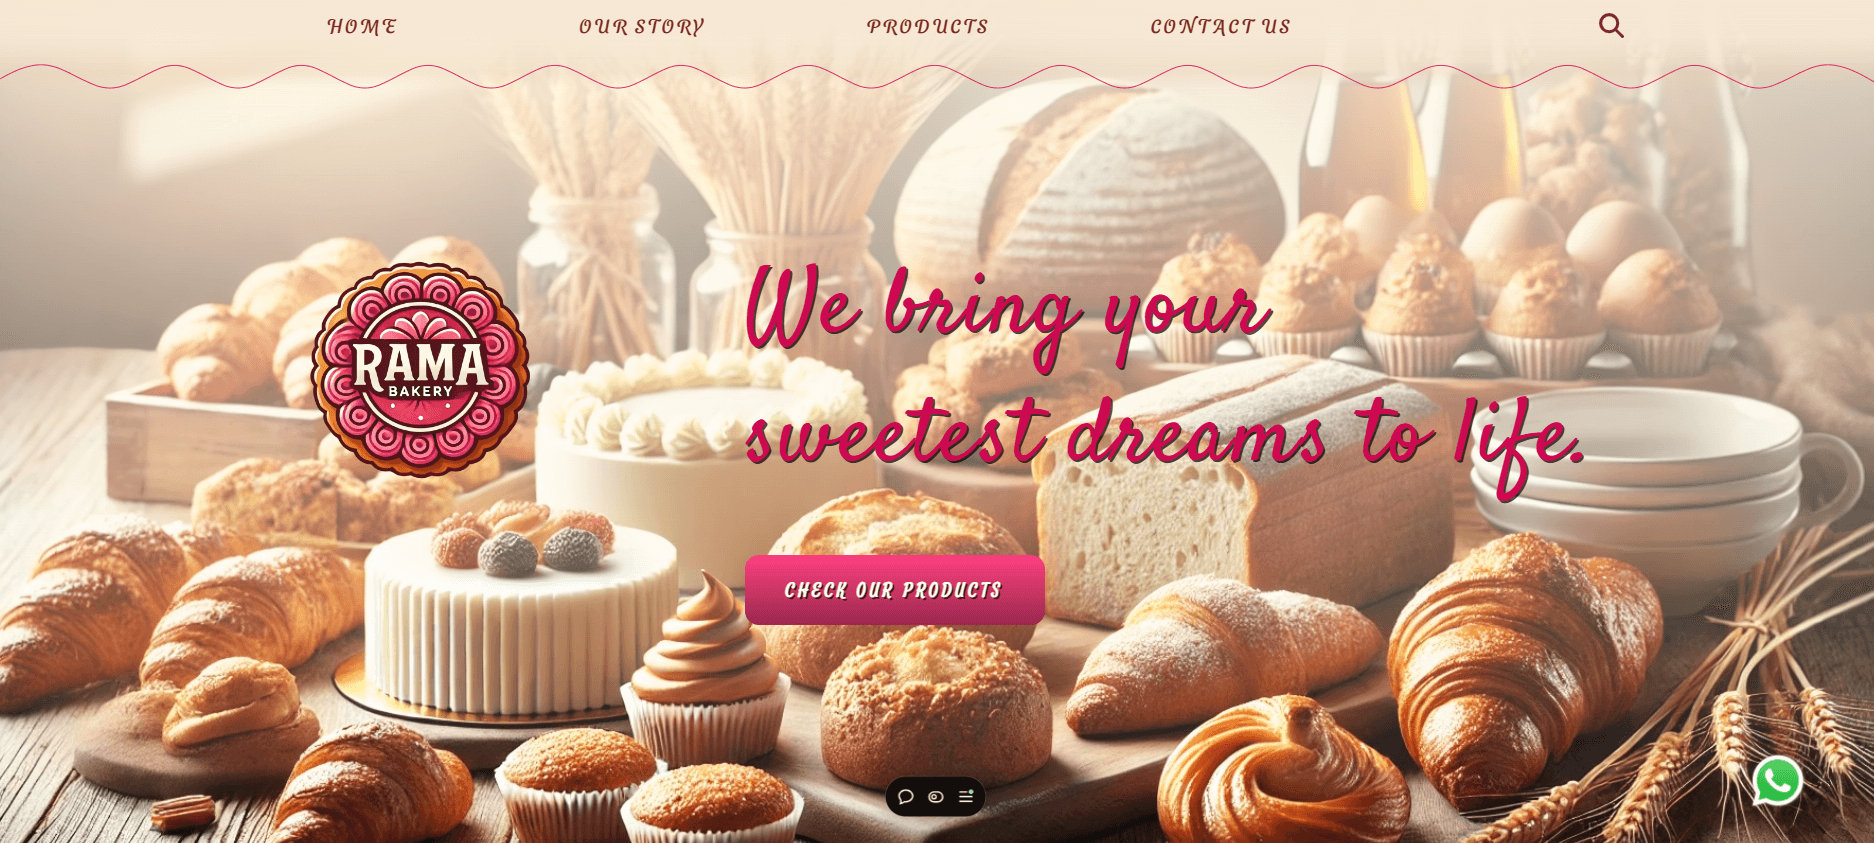 HOME
OUR STORY
PRODUCTS
CONTACT US
RAMA
BAKERY
We bring your
sweetest dreams to life.
CHECK OUR PRODUCTS